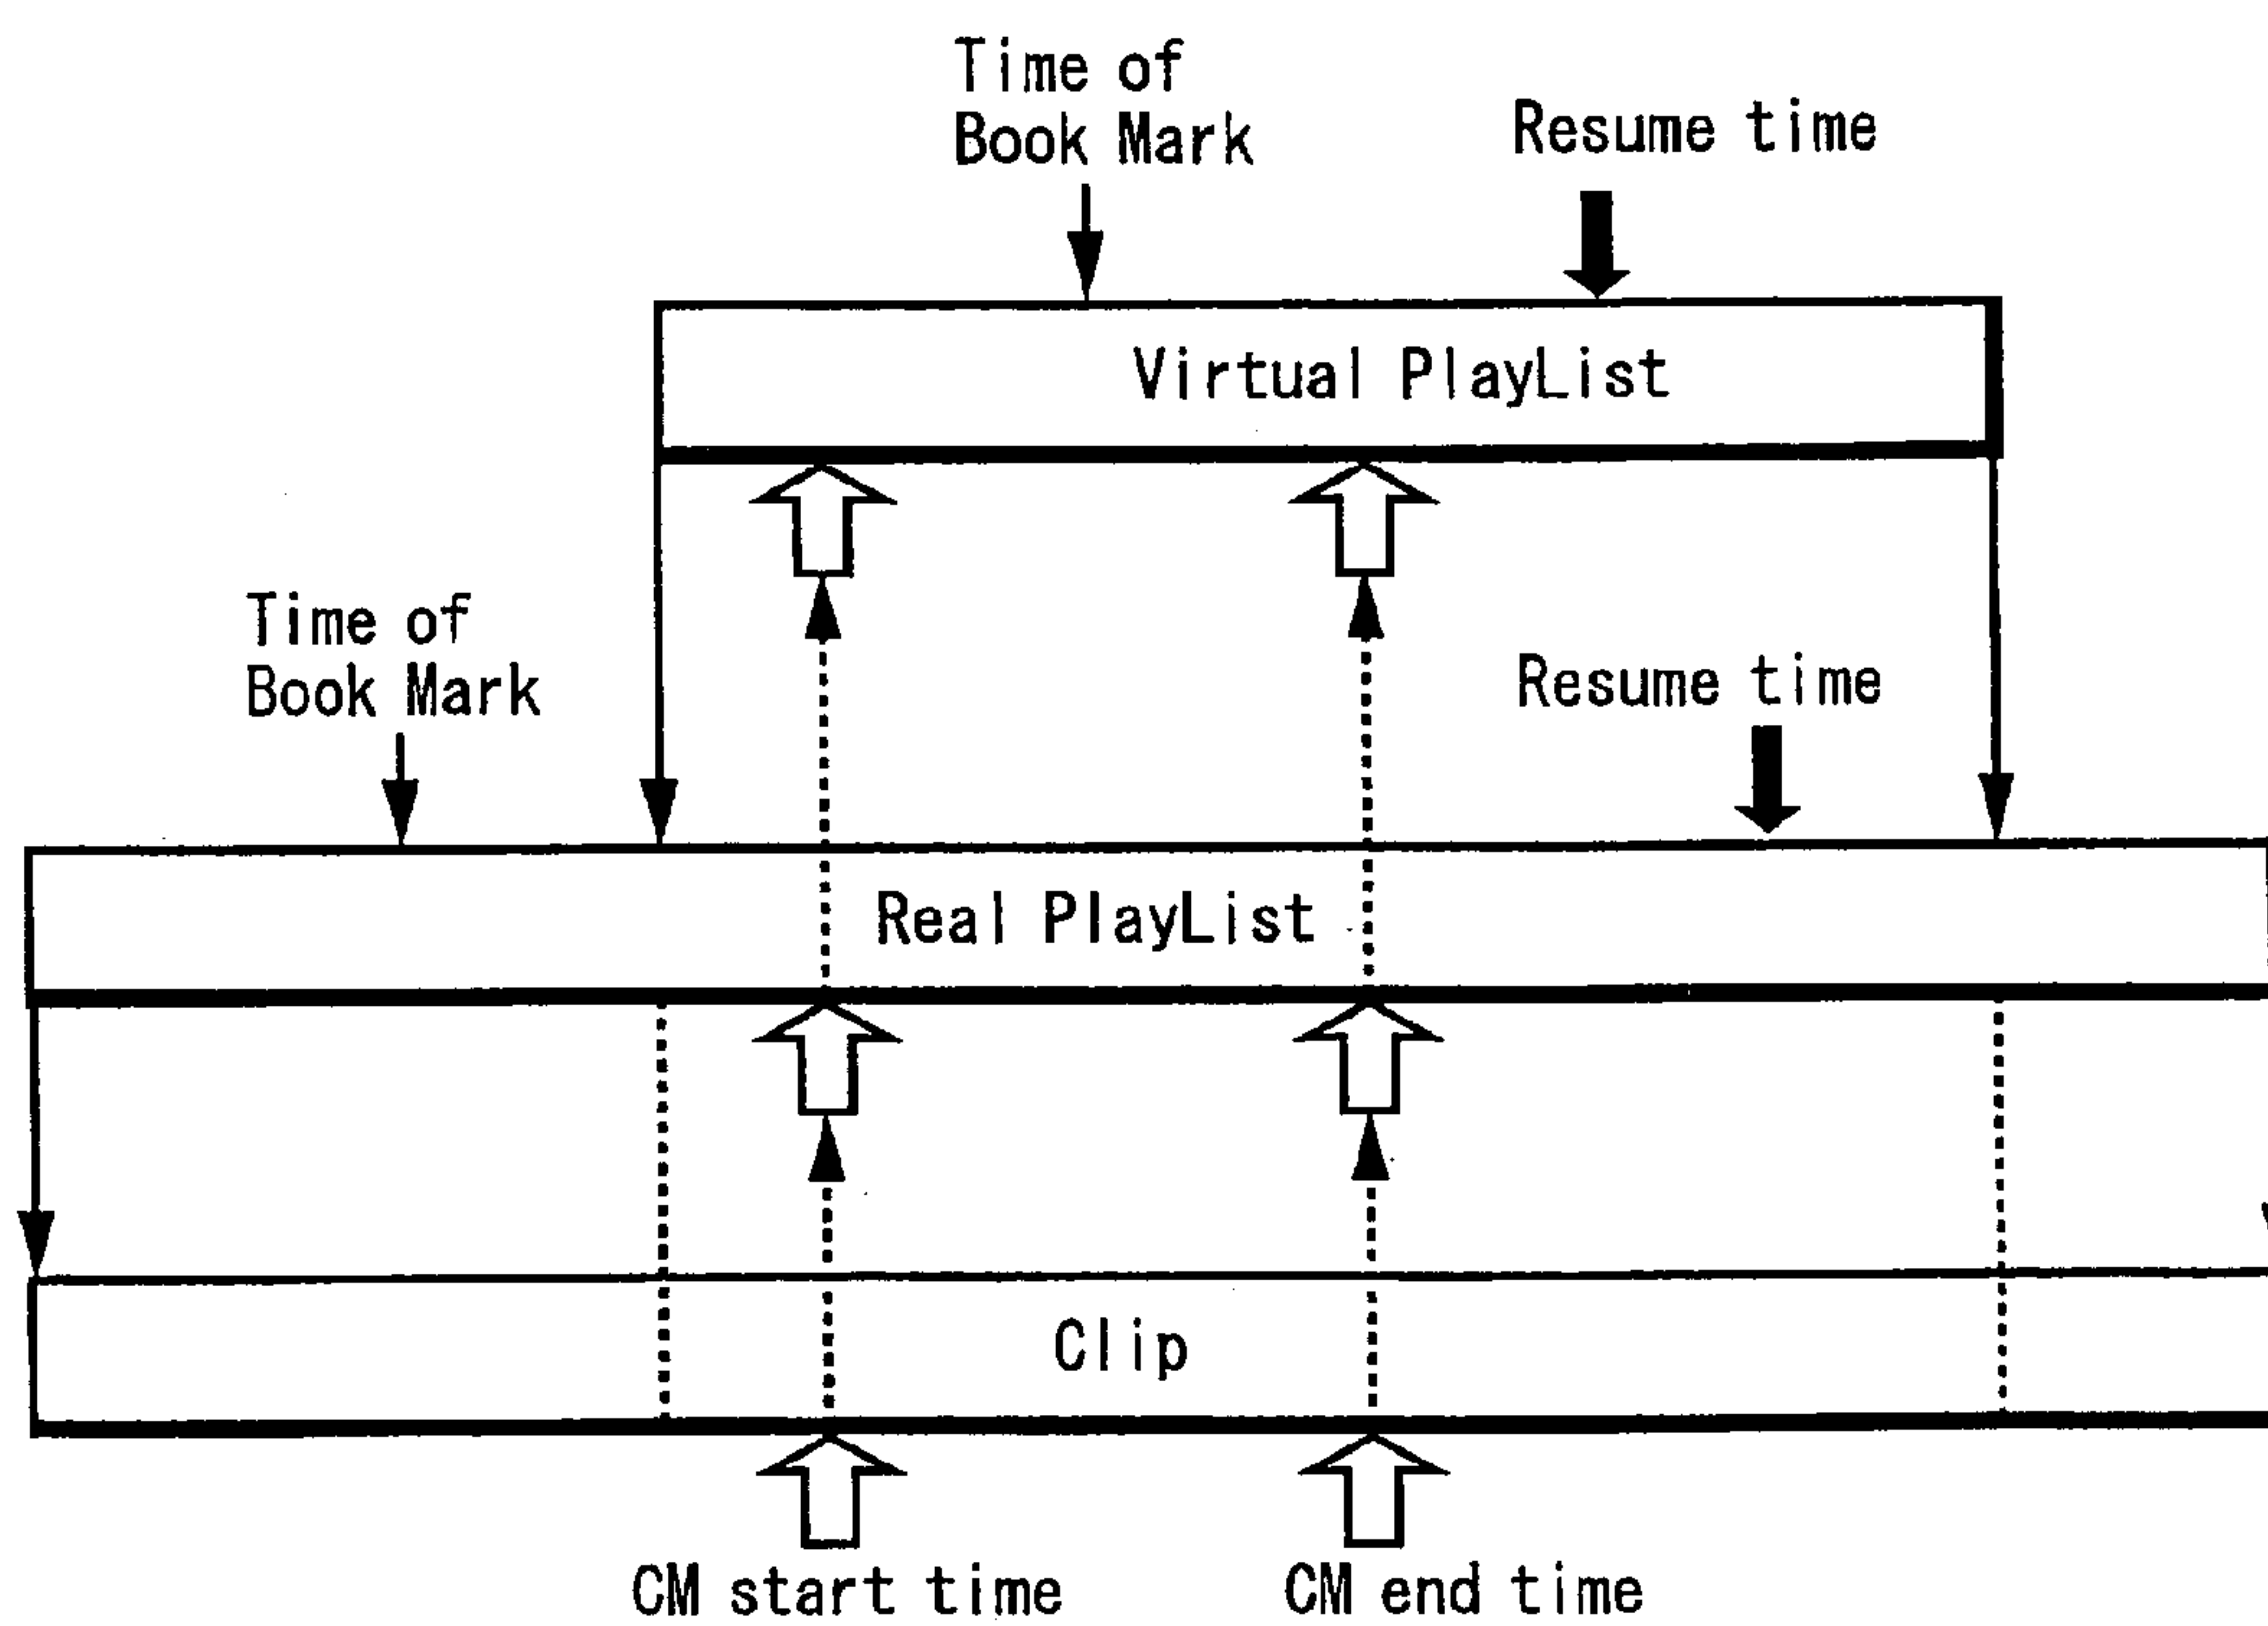 Time of
Book Mark
Resume time
Virtual PlayList
Time of
Book Mark
Resume time
Real PlayList
Clip
CM start time
CM end time